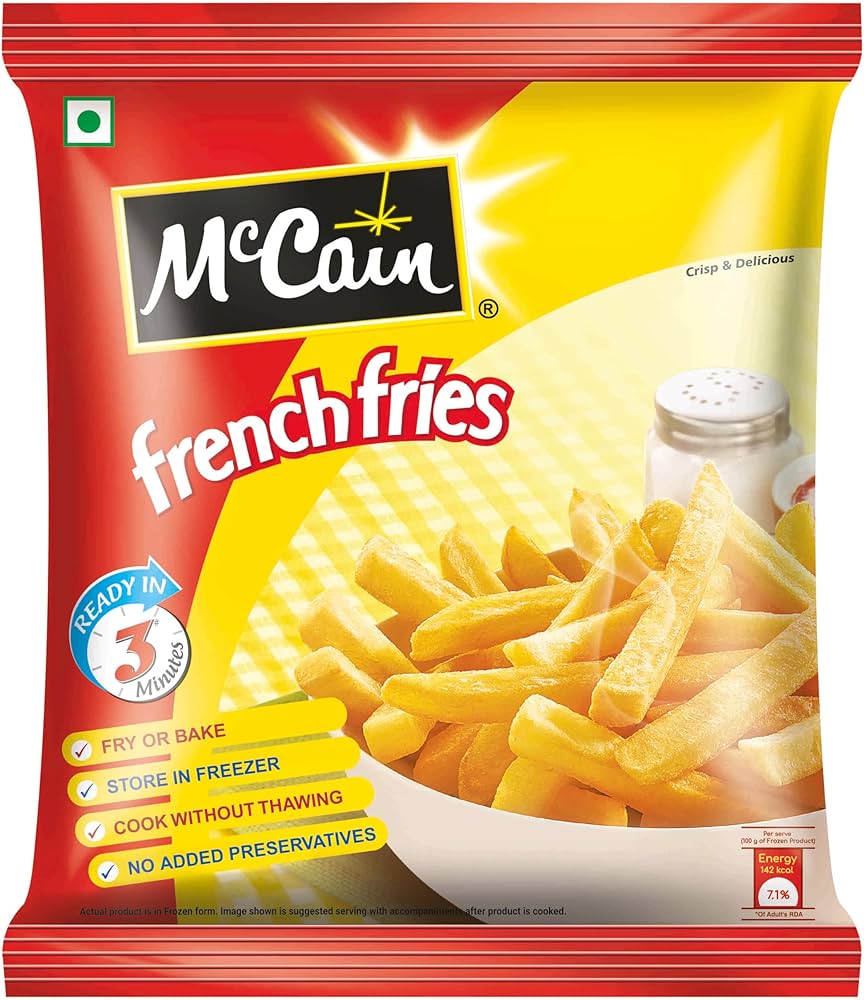 McCain
®
Crisp & Delicious
french fries
READY IN
3#
Minutes
FRY OR BAKE
STORE IN FREEZER
COOK WITHOUT THAWING
NO ADDED PRESERVATIVES
Per serve
(100 g of Frozen Product)
Energy
142 kcal
7.1%
*Of Adult's RDA
Actual product is in Frozen form. Image shown is suggested serving with accompaniments after product is cooked.